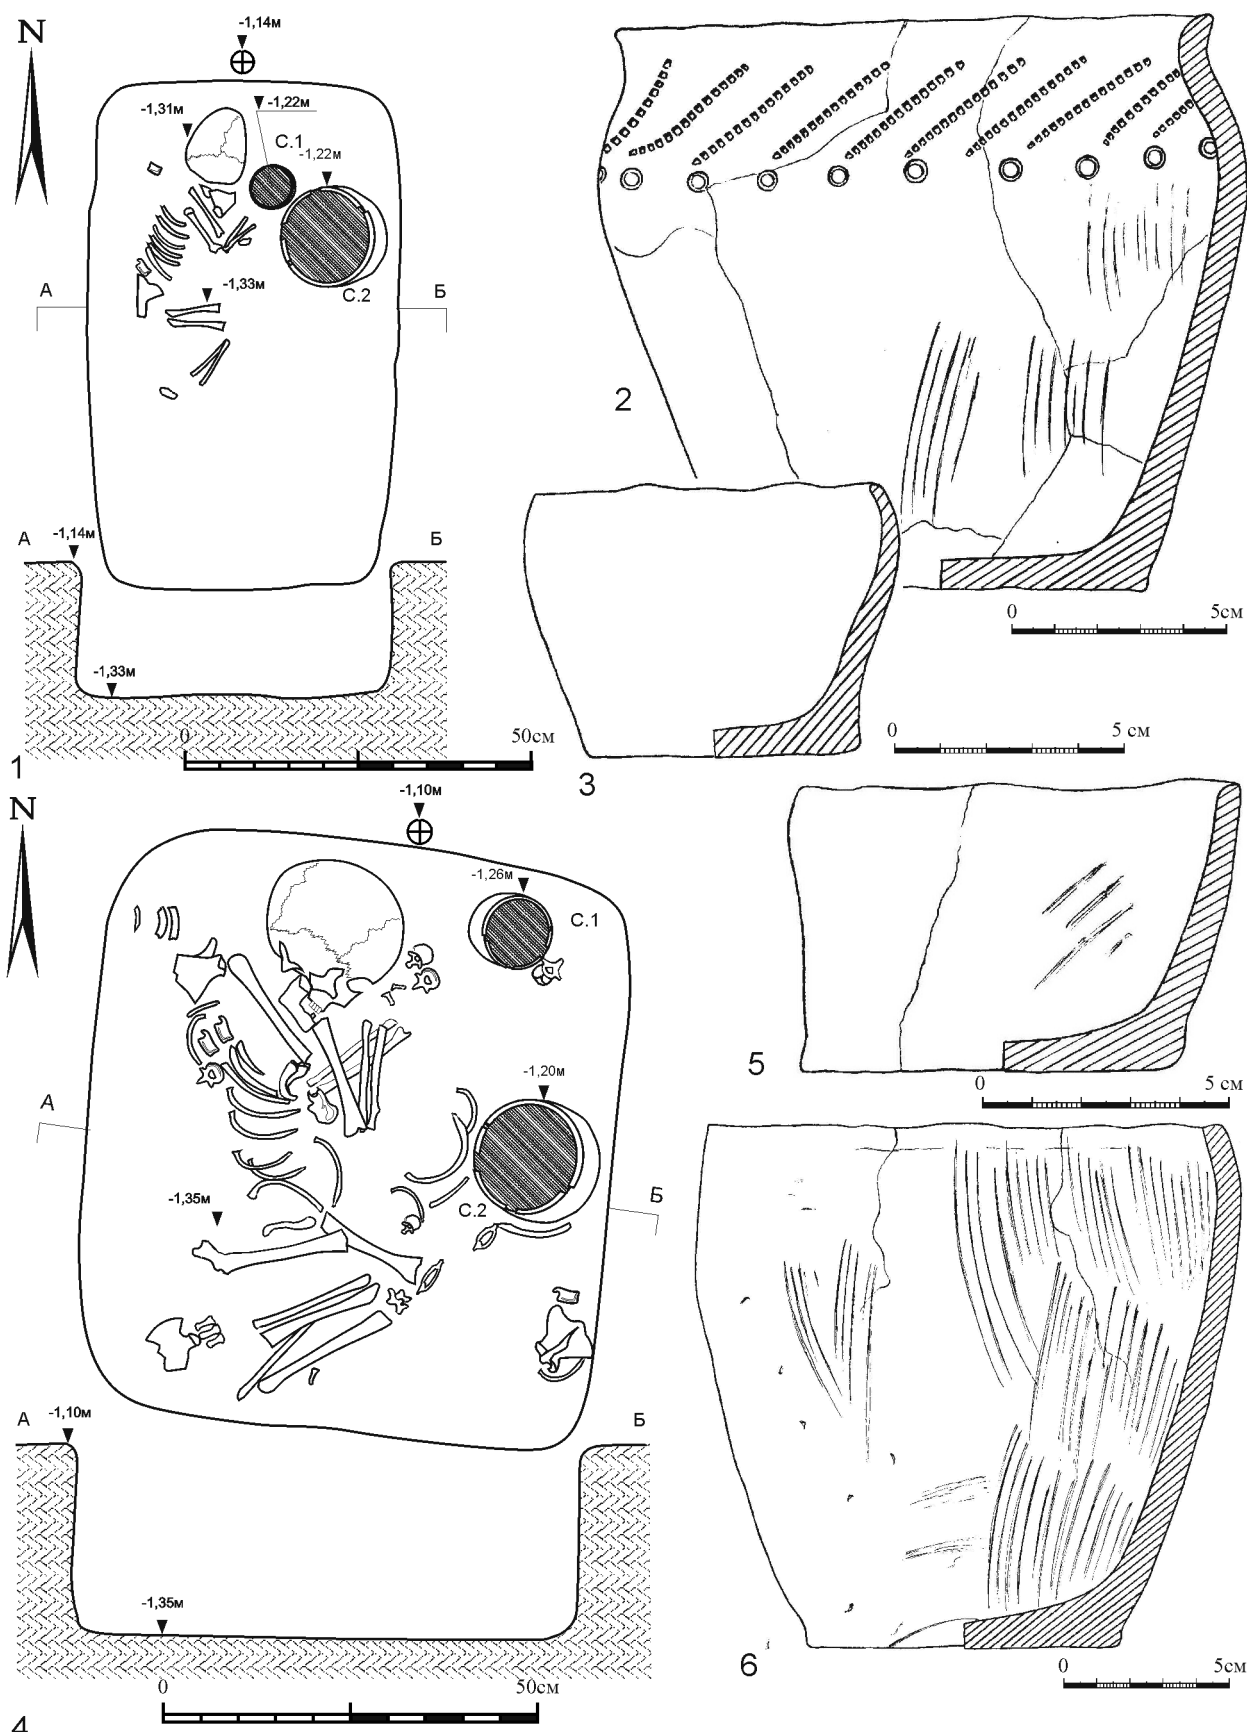 N
-1,14м
-1,31м
-1,22м
С.1
-1,22м
С.2
-1,33м
А
Б
А
-1,14м
Б
-1,33м
0
50см
1
2
0
5см
3
0
5 см
N
-1,10м
-1,26м
С.1
-1,20м
С.2
А
Б
-1,35м
А
-1,10м
Б
-1,35м
0
50см
4
5
0
5 см
6
0
5см